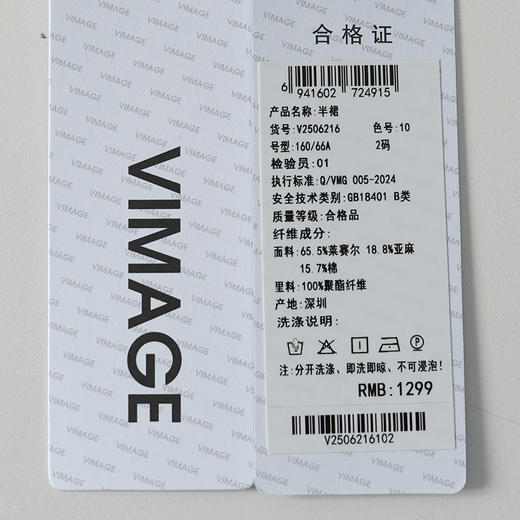 VIMAGE
合格证
6 941602 724915
产品名称:半裙
货号:V2506216 色号:10
号型:160/66A 2码
检验员:01
执行标准:Q/VMG 005-2024
安全技术类别:GB18401 B类
质量等级:合格品
纤维成分:
面料:65.5%莱赛尔 18.8%亚麻
15.7%棉
里料:100%聚酯纤维
产地:深圳
洗涤说明:
注:分开洗涤、即洗即晾、不可浸泡!
RMB:1299
V2506216102